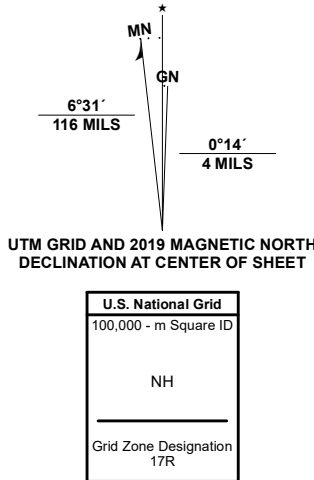 ★
MN
GN
6°31´
116 MILS
0°14´
4 MILS
UTM GRID AND 2019 MAGNETIC NORTH
DECLINATION AT CENTER OF SHEET
U.S. National Grid
100,000 - m Square ID
NH
Grid Zone Designation
17R